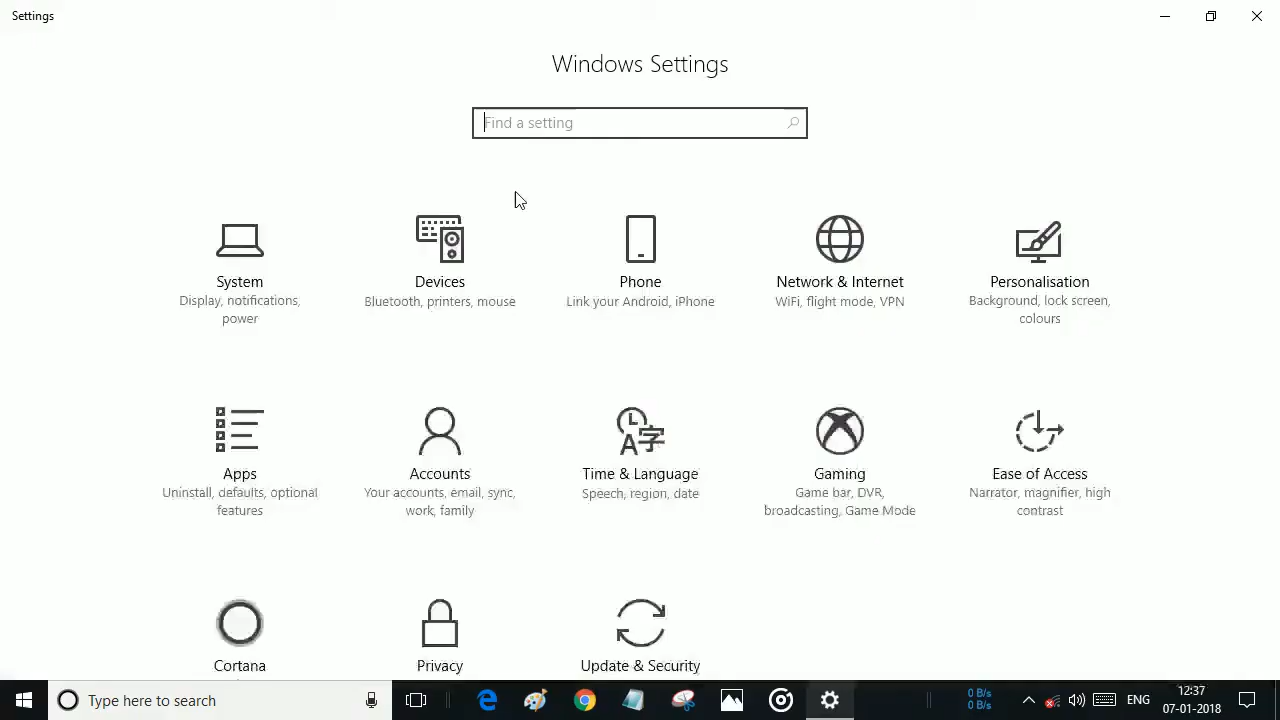 Settings
Windows Settings
Find a setting
System
Display, notifications,
power
Devices
Bluetooth, printers, mouse
Phone
Link your Android, iPhone
Network & Internet
WiFi, flight mode, VPN
Personalisation
Background, lock screen,
colours
Apps
Uninstall, defaults, optional
features
Accounts
Your accounts, email, sync,
work, family
Time & Language
Speech, region, date
Gaming
Game bar, DVR,
broadcasting, Game Mode
Ease of Access
Narrator, magnifier, high
contrast
Cortana
Privacy
Update & Security
Type here to search
0 B/s
0 B/s
ENG
12:37
07-01-2018